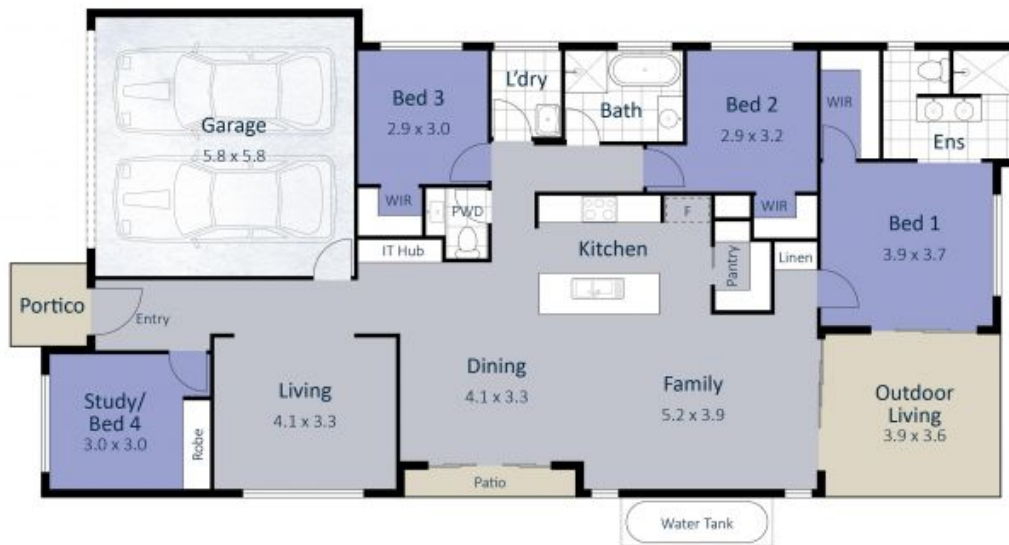 Garage
5.8 x 5.8
Bed 3
2.9 x 3.0
WIR
L'dry
Bath
Bed 2
2.9 x 3.2
WIR
WIR
Ens
PWD
IT Hub
Kitchen
F
Pantry
Linen
Bed 1
3.9 x 3.7
Portico
Entry
Study/
Bed 4
3.0 x 3.0
Robe
Living
4.1 x 3.3
Dining
4.1 x 3.3
Family
5.2 x 3.9
Outdoor
Living
3.9 x 3.6
Patio
Water Tank